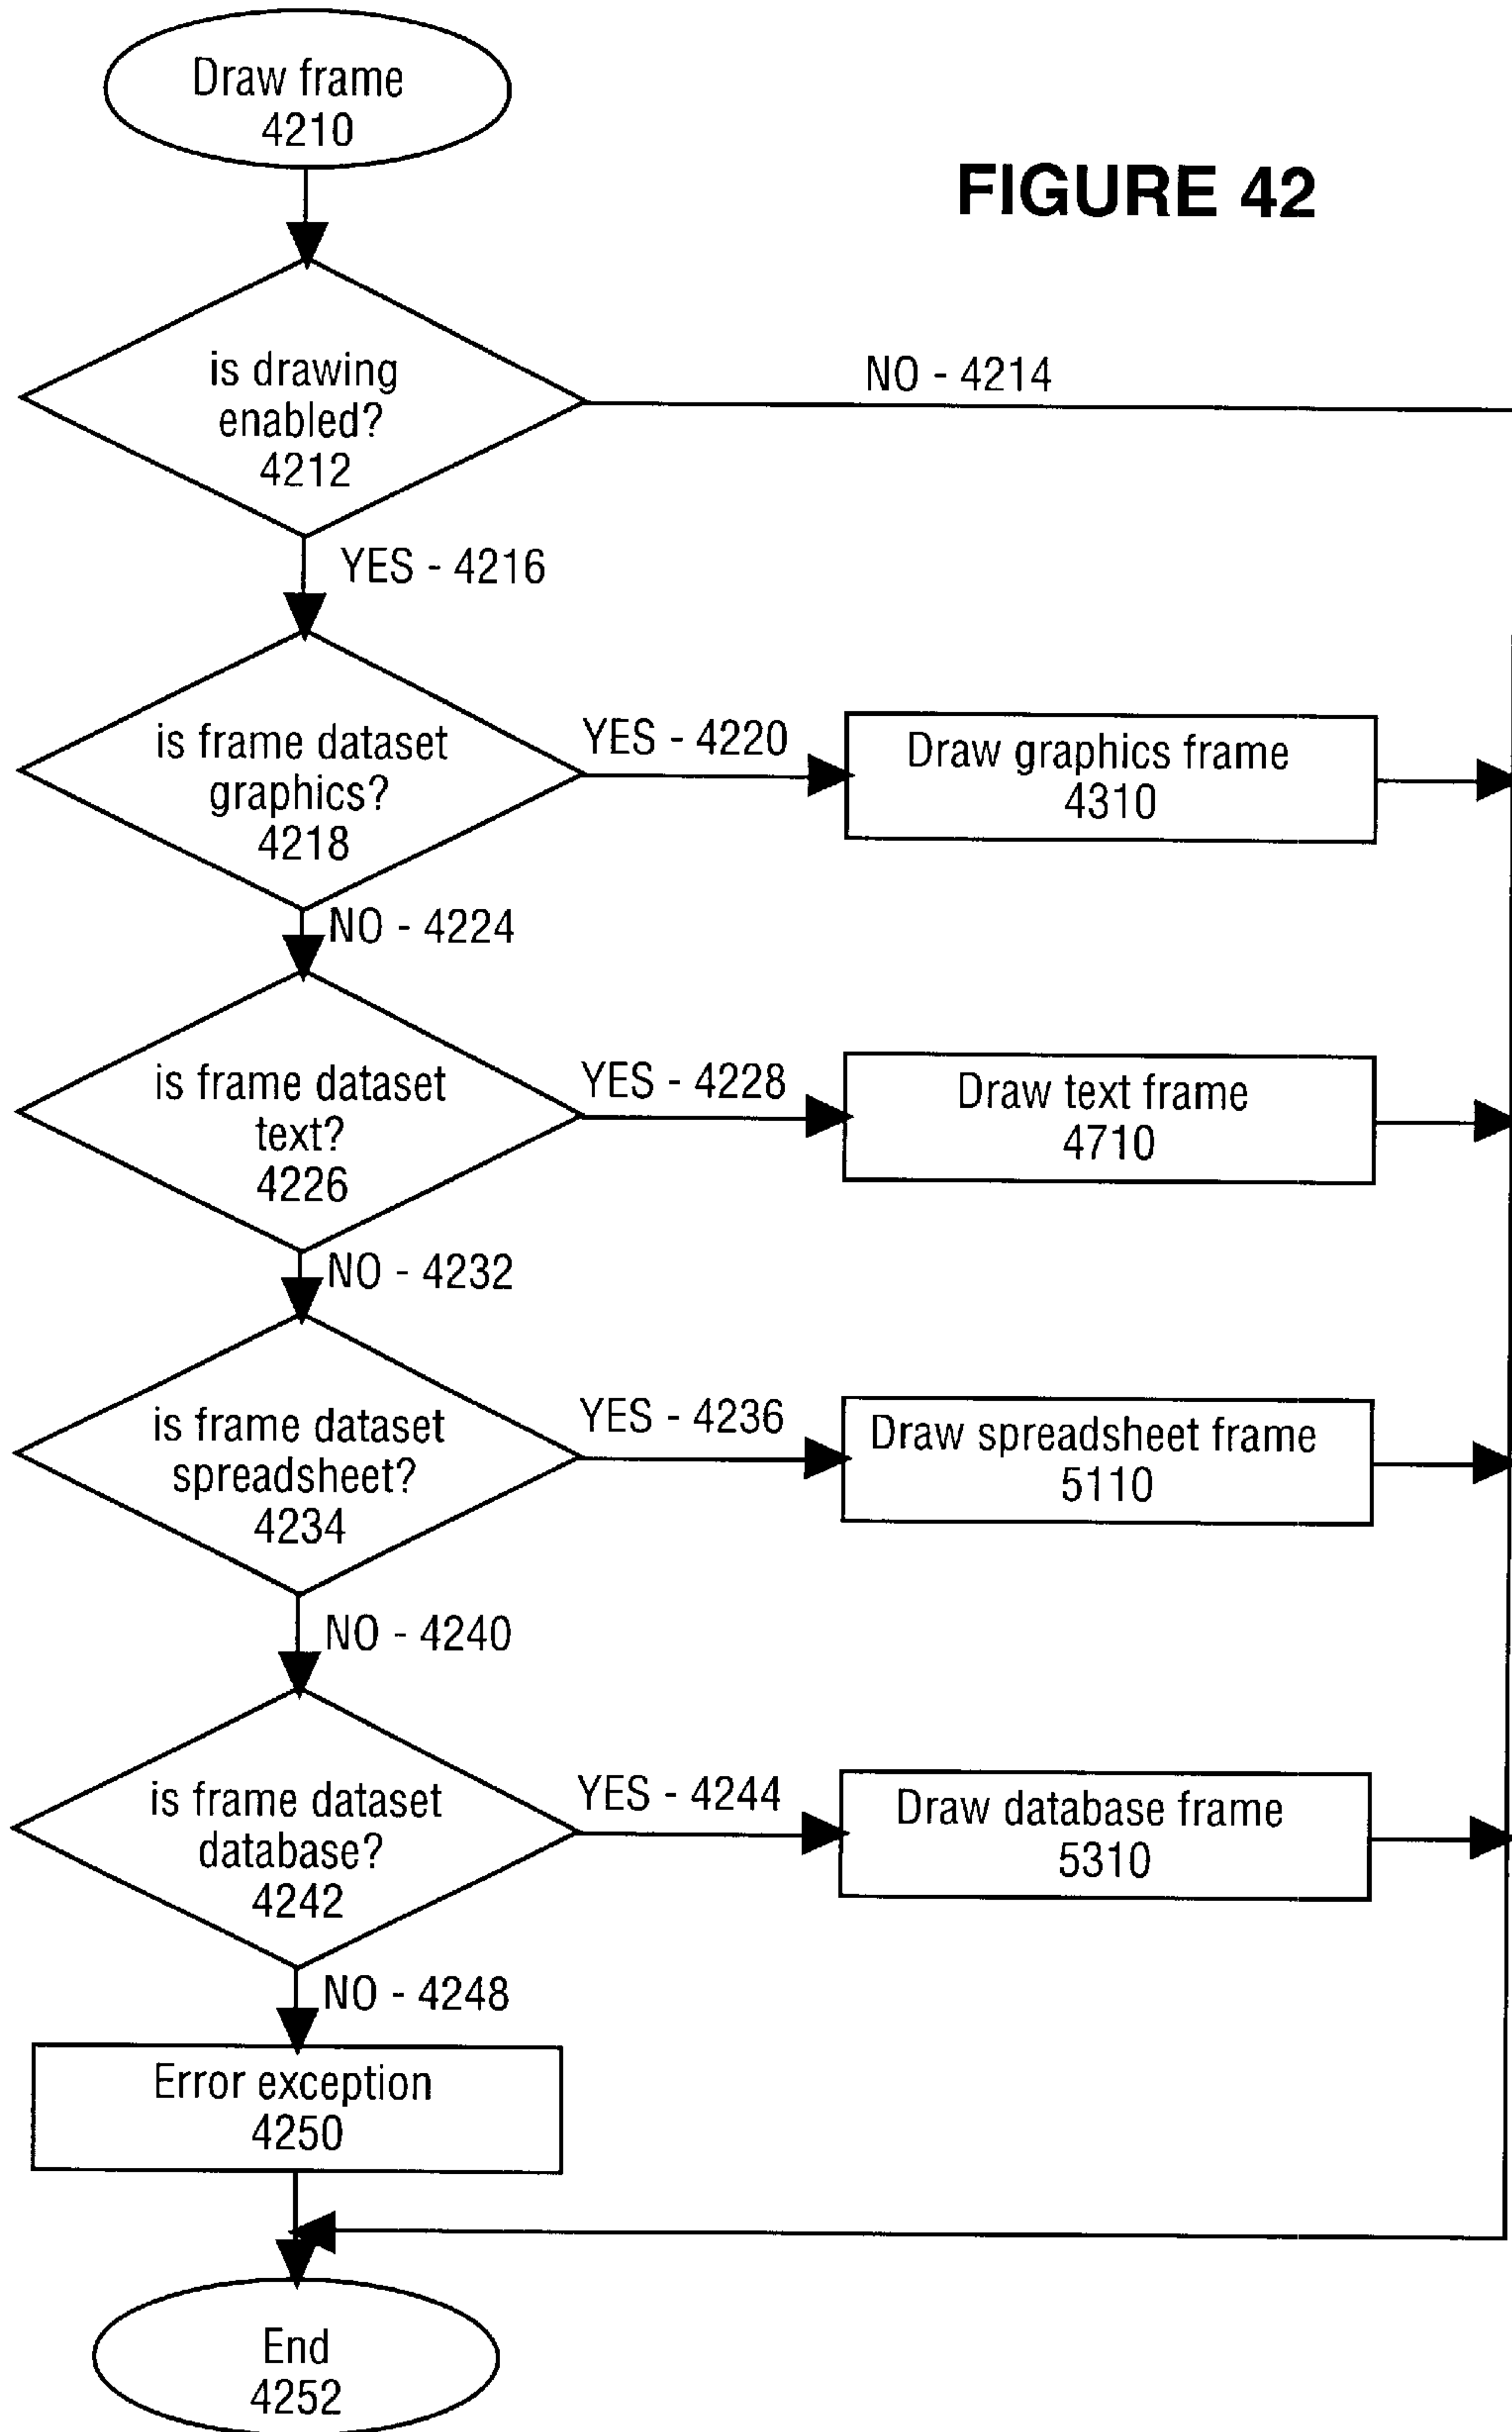 Draw frame
4210
FIGURE 42
is drawing
enabled?
4212
NO - 4214
YES - 4216
is frame dataset
graphics?
4218
YES - 4220
Draw graphics frame
4310
NO - 4224
is frame dataset
text?
4226
YES - 4228
Draw text frame
4710
NO - 4232
is frame dataset
spreadsheet?
4234
YES - 4236
Draw spreadsheet frame
5110
NO - 4240
is frame dataset
database?
4242
YES - 4244
Draw database frame
5310
NO - 4248
Error exception
4250
End
4252